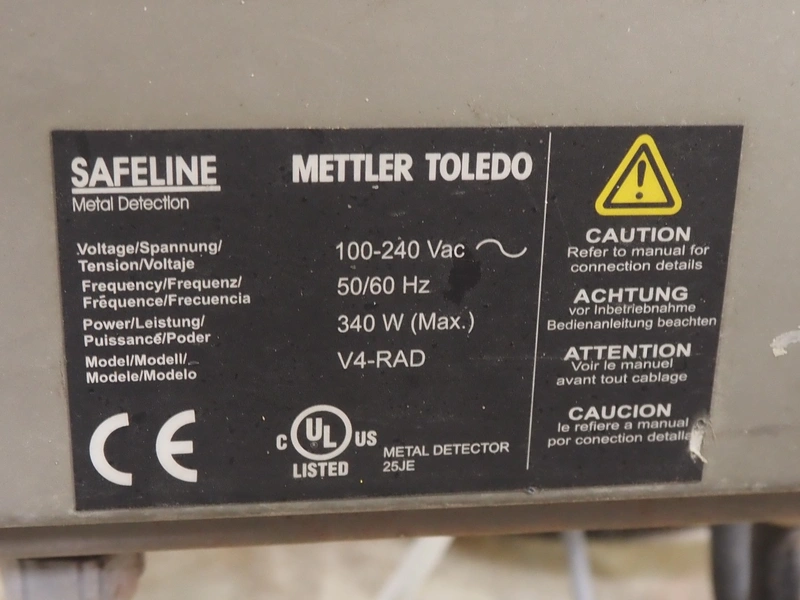 SAFELINE
Metal Detection
METTLER TOLEDO
Voltage/Spannung/
Tension/Voltaje
100-240 Vac
Frequency/Frequenz/
Fréquence/Frecuencia
50/60 Hz
Power/Leistung/
Puissancé/Poder
340 W (Max.)
Model/Modell/
Modele/Modelo
V4-RAD
CE
C UL US
LISTED
METAL DETECTOR
25JE
CAUTION
Refer to manual for
connection details
ACHTUNG
vor Inbetriebnahme
Bedienanleitung beachten
ATTENTION
Voir le manuel
avant tout cablage
CAUCION
le refiere a manual
por conection detalla